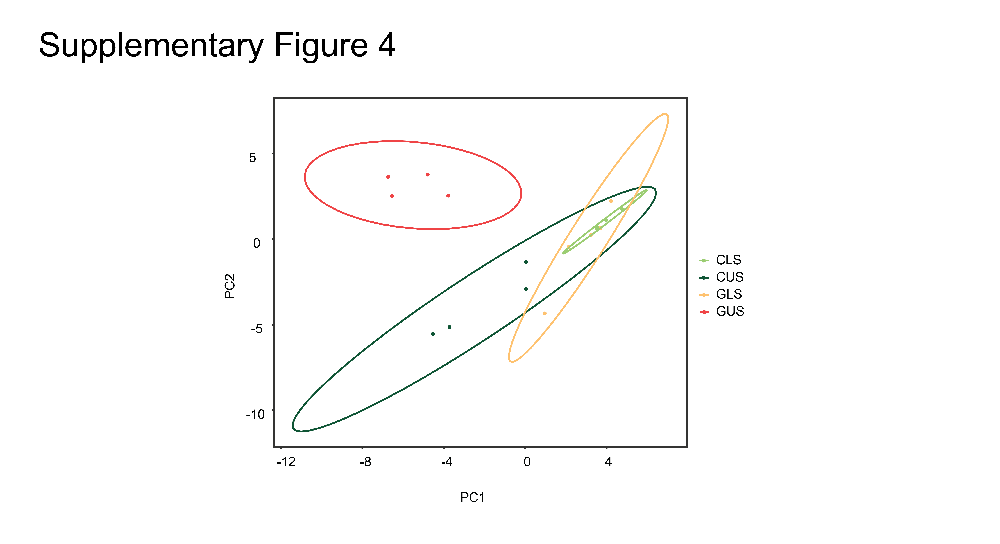 Supplementary Figure 4
5
0
-5
-10
PC2
-12 -8 -4 0 4
PC1
CLS
CUS
GLS
GUS